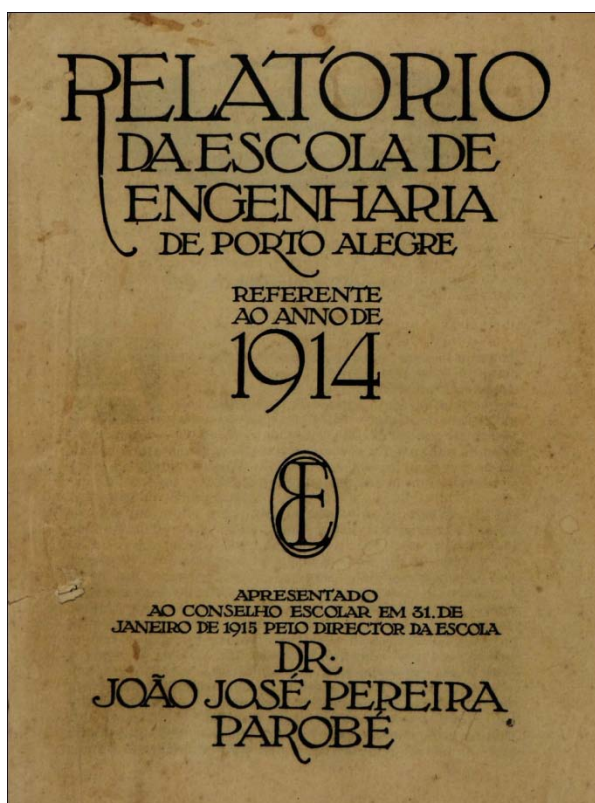 RELATORIO
DA ESCOLA DE
ENGENHARIA
DE PORTO ALEGRE
REFERENTE
AO ANNO DE
1914
EE
APRESENTADO
AO CONSELHO ESCOLAR EM 31. DE
JANEIRO DE 1915 PELO DIRECTOR DA ESCOLA
DR.
JOÃO JOSÉ PEREIRA
PAROBÉ